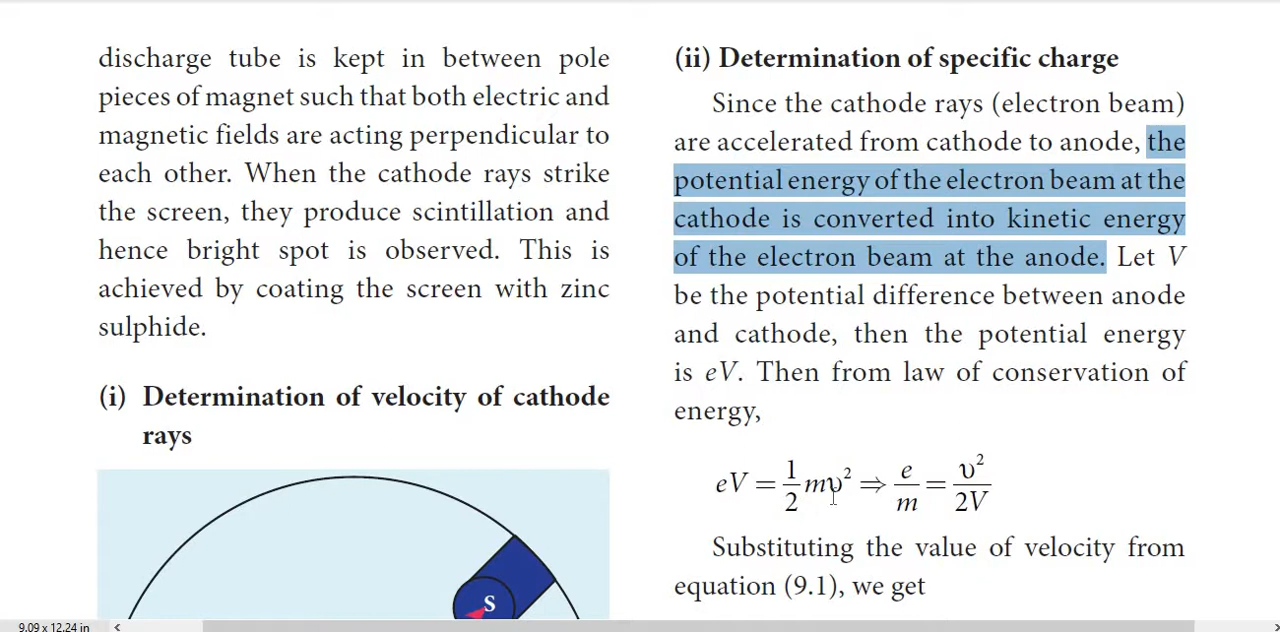 discharge tube is kept in between pole
pieces of magnet such that both electric and
magnetic fields are acting perpendicular to
each other. When the cathode rays strike
the screen, they produce scintillation and
hence bright spot is observed. This is
achieved by coating the screen with zinc
sulphide.
(i) Determination of velocity of cathode
rays
S
(ii) Determination of specific charge
Since the cathode rays (electron beam)
are accelerated from cathode to anode, the
potential energy of the electron beam at the
cathode is converted into kinetic energy
of the electron beam at the anode. Let V
be the potential difference between anode
and cathode, then the potential energy
is eV. Then from law of conservation of
energy,
eV = 1/2 mυ² ⇒ e/m = υ²/2V
Substituting the value of velocity from
equation (9.1), we get
9.09 x 12.24 in